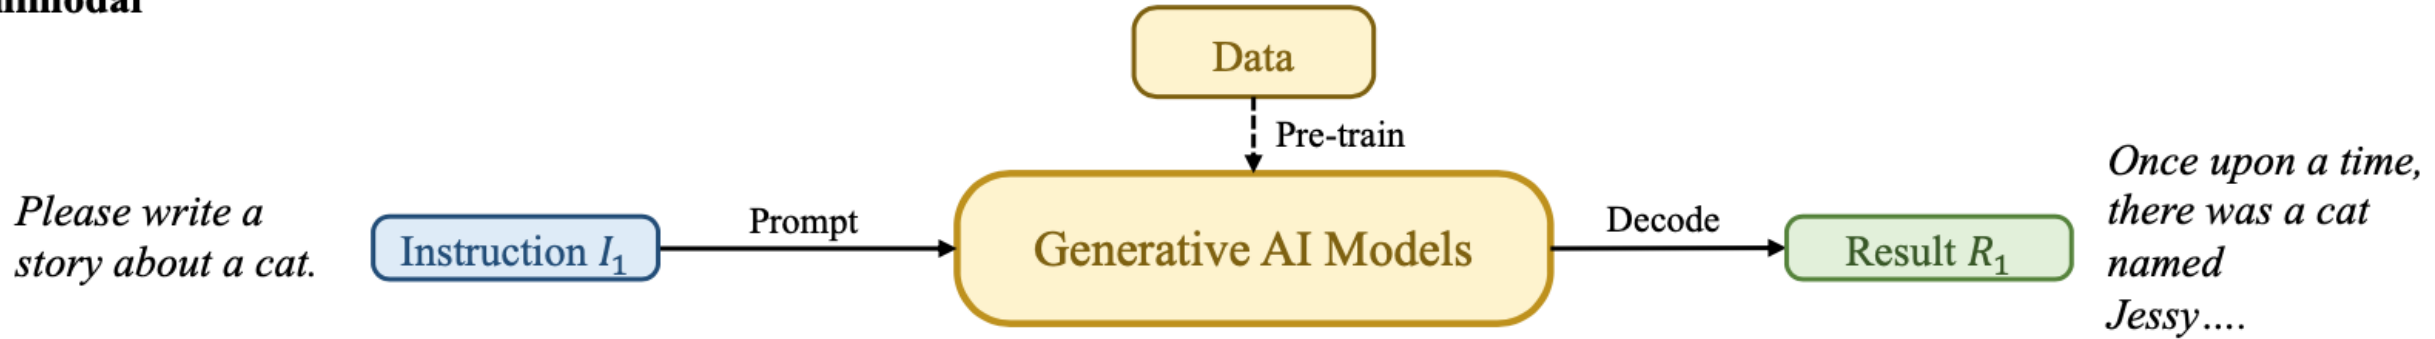 Data
Pre-train
Please write a
story about a cat.
Instruction I₁
Prompt
Generative AI Models
Decode
Result R₁
Once upon a time,
there was a cat
named
Jessy....